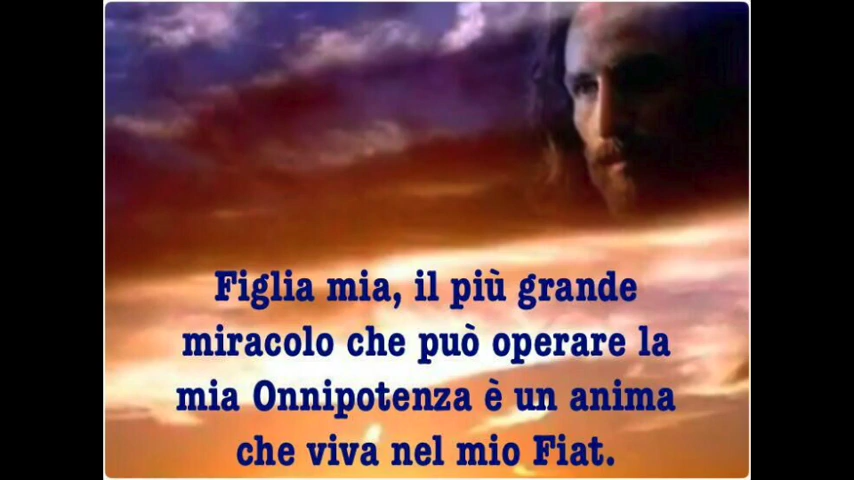 Figlia mia, il più grande
miracolo che può operare la
mia Onnipotenza è un anima
che viva nel mio Fiat.